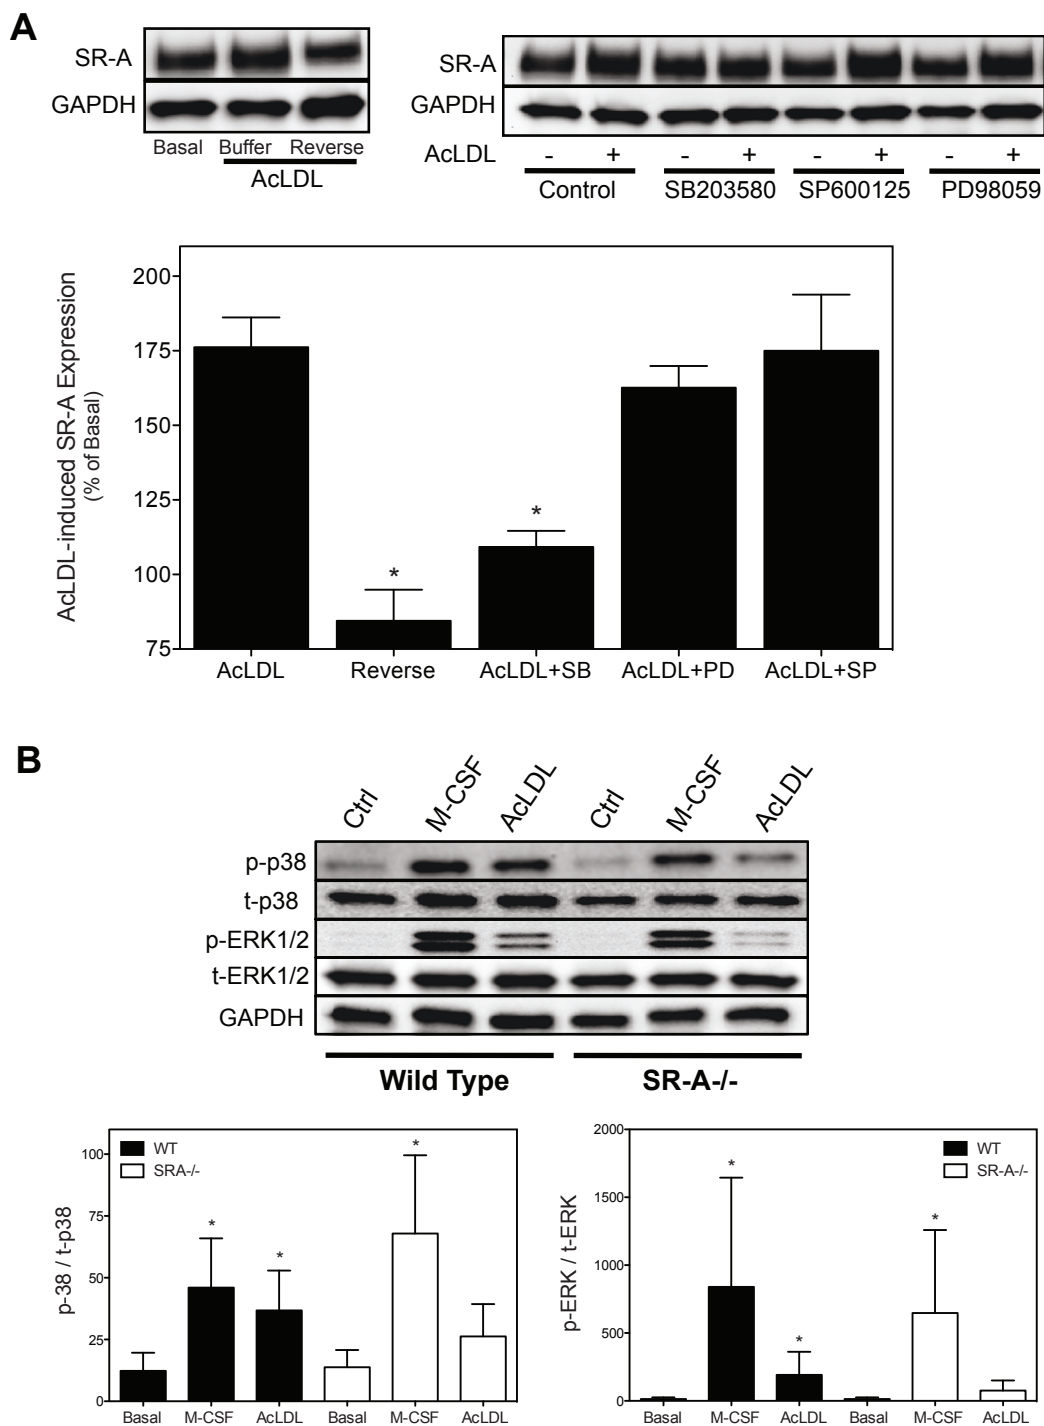 A
SR-A
GAPDH
Basal Buffer Reverse
AcLDL
SR-A
GAPDH
AcLDL - + - + - + - +
Control SB203580 SP600125 PD98059
AcLDL-induced SR-A Expression
(% of Basal)
200
175
150
125
100
75
*
*
AcLDL Reverse AcLDL+SB AcLDL+PD AcLDL+SP
B
Ctrl M-CSF AcLDL Ctrl M-CSF AcLDL
p-p38
t-p38
p-ERK1/2
t-ERK1/2
GAPDH
Wild Type SR-A-/-
p-38 / t-p38
100
75
50
25
0
WT
SRA-/-
*
*
*
Basal M-CSF AcLDL Basal M-CSF AcLDL
p-ERK / t-ERK
2000
1500
1000
500
0
WT
SR-A-/-
*
*
*
Basal M-CSF AcLDL Basal M-CSF AcLDL